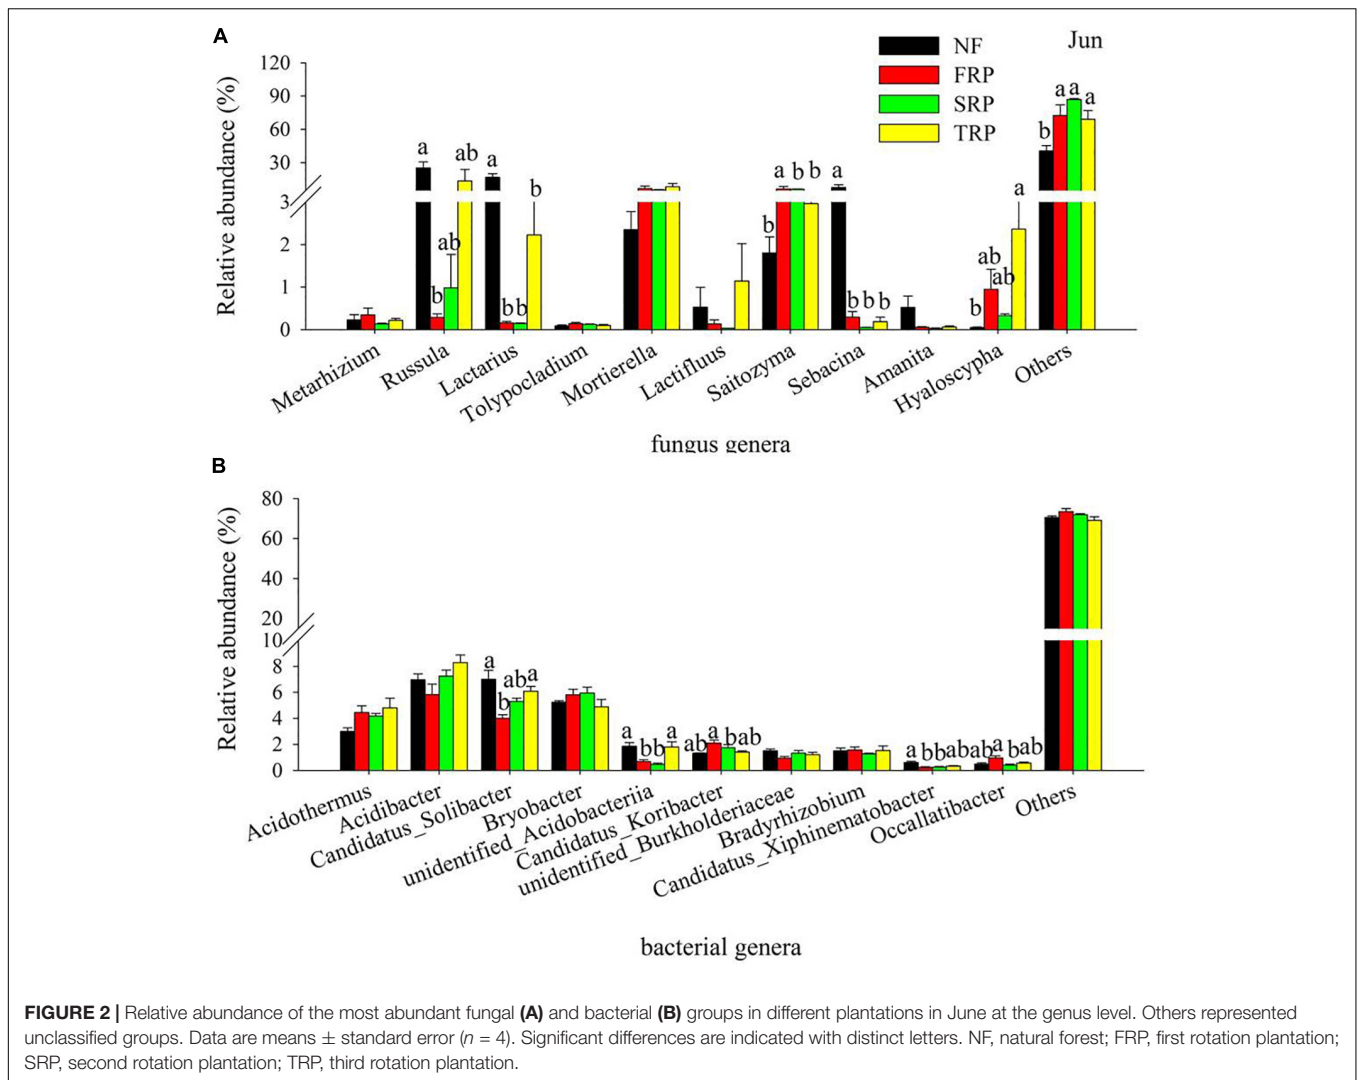 A
Jun
NF
FRP
SRP
TRP
Relative abundance (%)
120
90
60
30
3
2
1
0
a b ab ab
a b b b
b a b b
a b b b
b ab ab a
b a a a
Metarhizium
Russula
Lactarius
Tolypocladium
Mortierella
Lactifluus
Saitozyma
Sebacina
Amanita
Hyaloscypha
Others
fungus genera
B
Relative abundance (%)
80
60
40
20
10
8
6
4
2
0
a b ab a
a b b a
ab a b ab
a b b ab
ab a b ab
Acidothermus
Acidibacter
Candidatus_Solibacter
Bryobacter
unidentified_Acidobacteriia
Candidatus_Koribacter
unidentified_Burkholderiaceae
Bradyrhizobium
Candidatus_Xiphinematobacter
Occallatibacter
Others
bacterial genera
FIGURE 2 | Relative abundance of the most abundant fungal (A) and bacterial (B) groups in different plantations in June at the genus level. Others represented
unclassified groups. Data are means ± standard error (n = 4). Significant differences are indicated with distinct letters. NF, natural forest; FRP, first rotation plantation;
SRP, second rotation plantation; TRP, third rotation plantation.